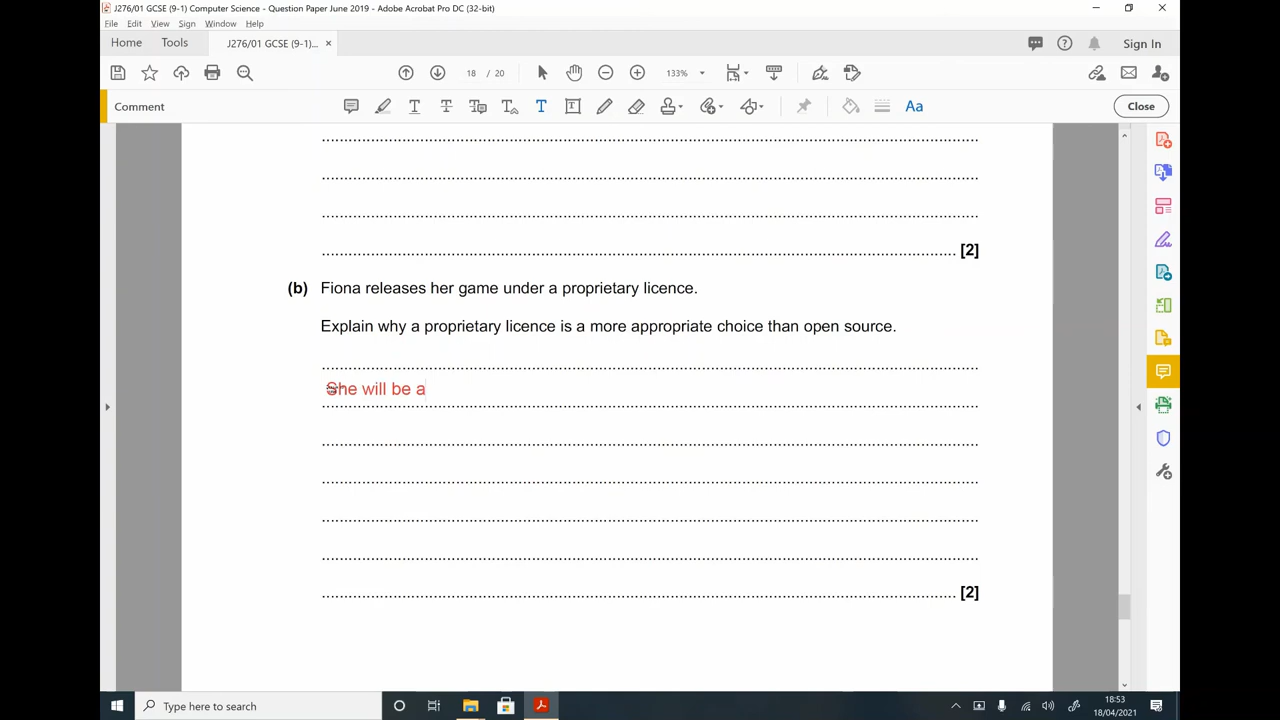 J276/01 GCSE (9-1) Computer Science - Question Paper June 2019 - Adobe Acrobat Pro DC (32-bit)
File Edit View Sign Window Help
Home Tools J276/01 GCSE (9-1)... × Sign In
18 / 20 133%
Comment Close
[2]
(b) Fiona releases her game under a proprietary licence.
Explain why a proprietary licence is a more appropriate choice than open source.
She will be a
[2]
Type here to search
18:53
18/04/2021